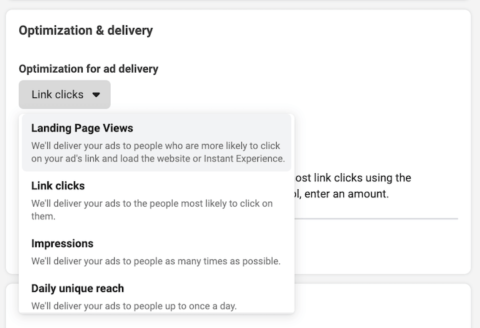 Optimization & delivery
Optimization for ad delivery
Link clicks
Landing Page Views
We'll deliver your ads to people who are more likely to click
on your ad's link and load the website or Instant Experience.
ost link clicks using the
Link clicks
ol, enter an amount.
We'll deliver your ads to the people most likely to click on
them.
Impressions
We'll deliver your ads to people as many times as possible.
Daily unique reach
We'll deliver your ads to people up to once a day.